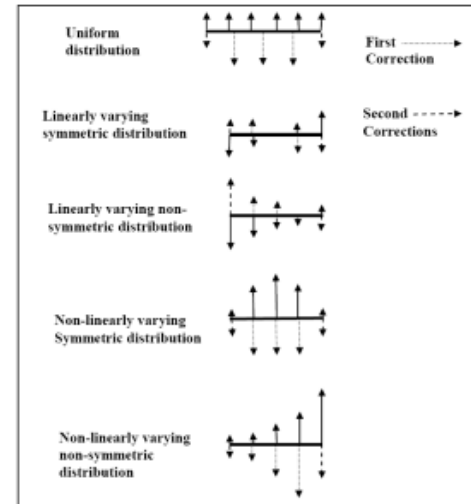 Uniform
distribution
First
Correction
Linearly varying
symmetric distribution
Second
Corrections
Linearly varying non-
symmetric distribution
Non-linearly varying
Symmetric distribution
Non-linearly varying
non-symmetric
distribution